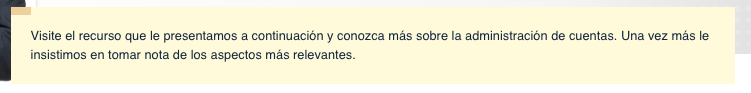 Visite el recurso que le presentamos a continuación y conozca más sobre la administración de cuentas. Una vez más le
insistimos en tomar nota de los aspectos más relevantes.